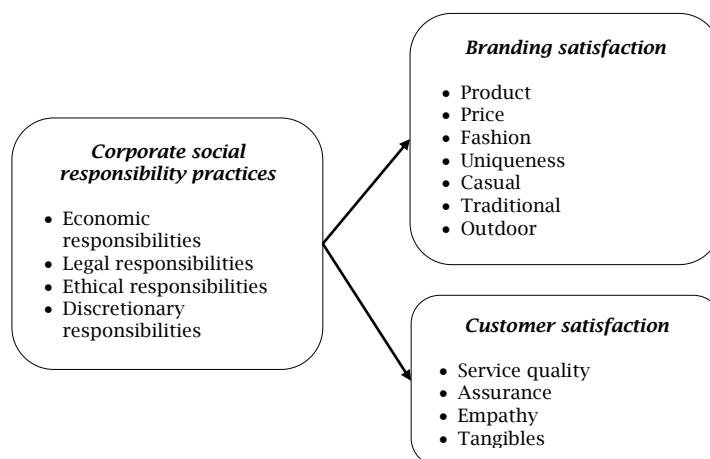 Branding satisfaction
• Product
• Price
• Fashion
• Uniqueness
• Casual
• Traditional
• Outdoor
Corporate social
responsibility practices
• Economic
responsibilities
• Legal responsibilities
• Ethical responsibilities
• Discretionary
responsibilities
Customer satisfaction
• Service quality
• Assurance
• Empathy
• Tangibles